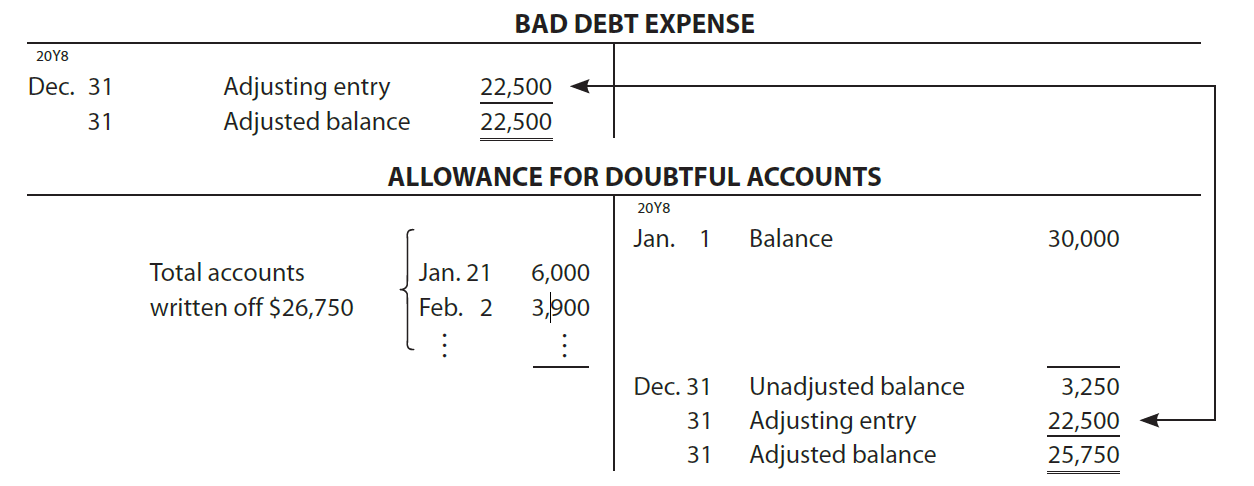 BAD DEBT EXPENSE
20Y8
Dec. 31 Adjusting entry 22,500
31 Adjusted balance 22,500
ALLOWANCE FOR DOUBTFUL ACCOUNTS
20Y8
Jan. 1 Balance 30,000
Total accounts Jan. 21 6,000
written off $26,750 Feb. 2 3,900
⋮ ⋮
Dec. 31 Unadjusted balance 3,250
31 Adjusting entry 22,500
31 Adjusted balance 25,750